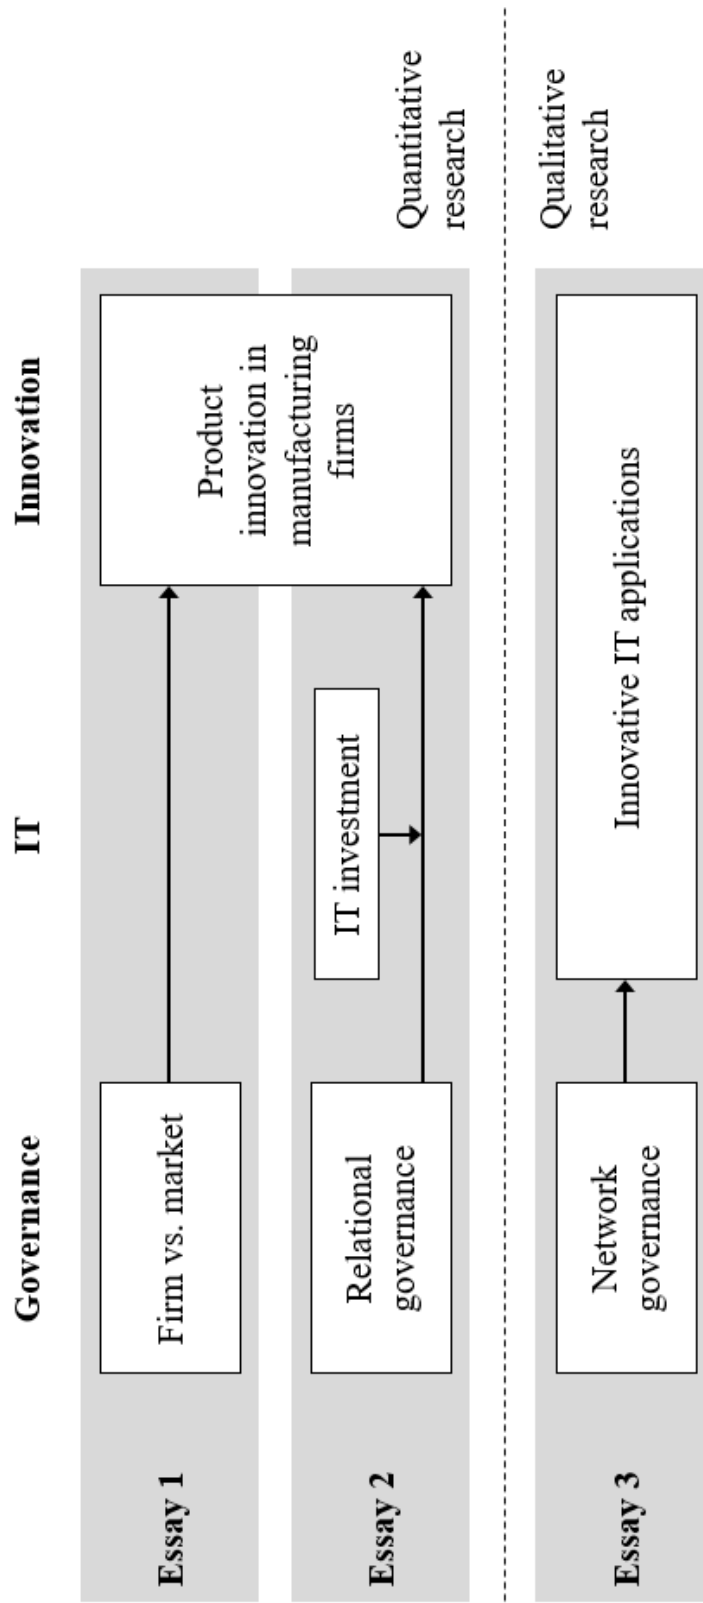 Governance
IT
Innovation
Essay 1
Firm vs. market
Product
innovation in
manufacturing
firms
Essay 2
Relational
governance
IT investment
Quantitative
research
Qualitative
research
Essay 3
Network
governance
Innovative IT applications